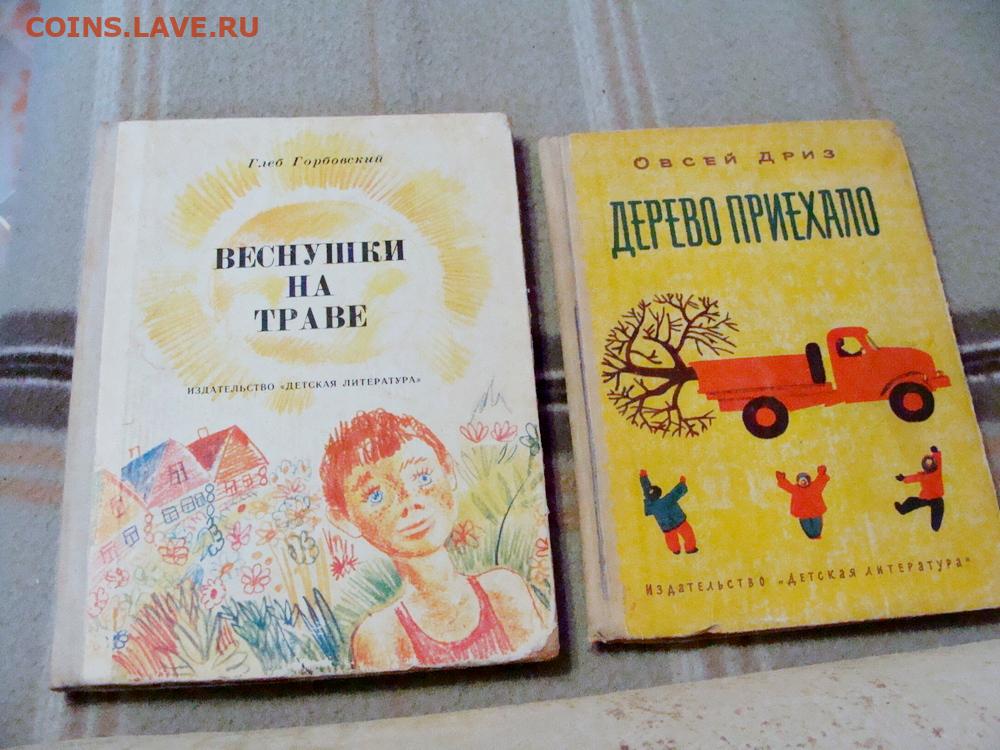 COINS.LAVE.RU
Глеб Горбовский
ВЕСНУШКИ
НА
ТРАВЕ
ИЗДАТЕЛЬСТВО «ДЕТСКАЯ ЛИТЕРАТУРА»
ОВСЕЙ ДРИЗ
ДЕРЕВО ПРИЕХАЛО
ИЗДАТЕЛЬСТВО „ДЕТСКАЯ ЛИТЕРАТУРА"